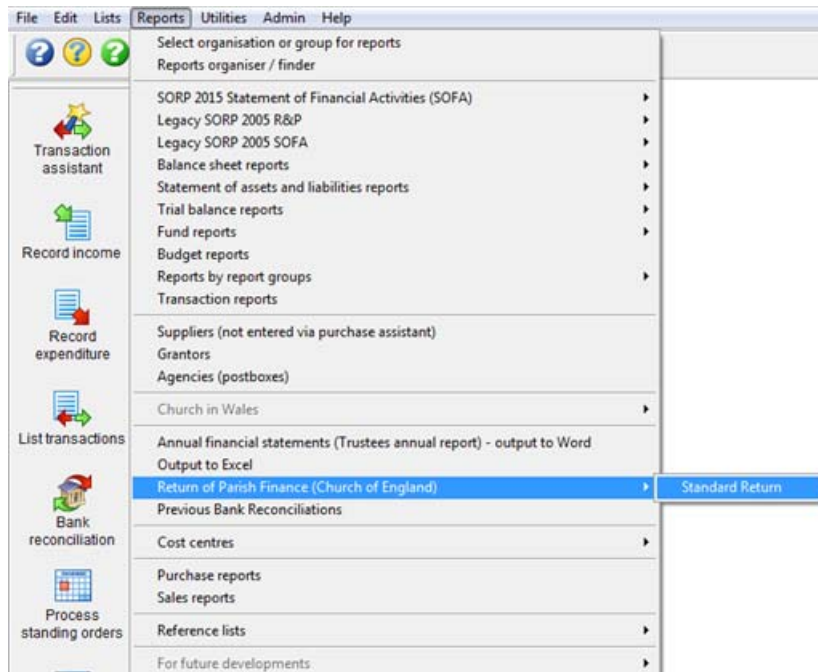 File Edit Lists Reports Utilities Admin Help
Select organisation or group for reports
Reports organiser / finder
SORP 2015 Statement of Financial Activities (SOFA)
Legacy SORP 2005 R&P
Legacy SORP 2005 SOFA
Balance sheet reports
Statement of assets and liabilities reports
Trial balance reports
Fund reports
Budget reports
Reports by report groups
Transaction reports
Suppliers (not entered via purchase assistant)
Grantors
Agencies (postboxes)
Church in Wales
Annual financial statements (Trustees annual report) - output to Word
Output to Excel
Return of Parish Finance (Church of England)
Standard Return
Previous Bank Reconciliations
Cost centres
Purchase reports
Sales reports
Reference lists
For future developments
Transaction
assistant
Record income
Record
expenditure
List transactions
Bank
reconciliation
Process
standing orders